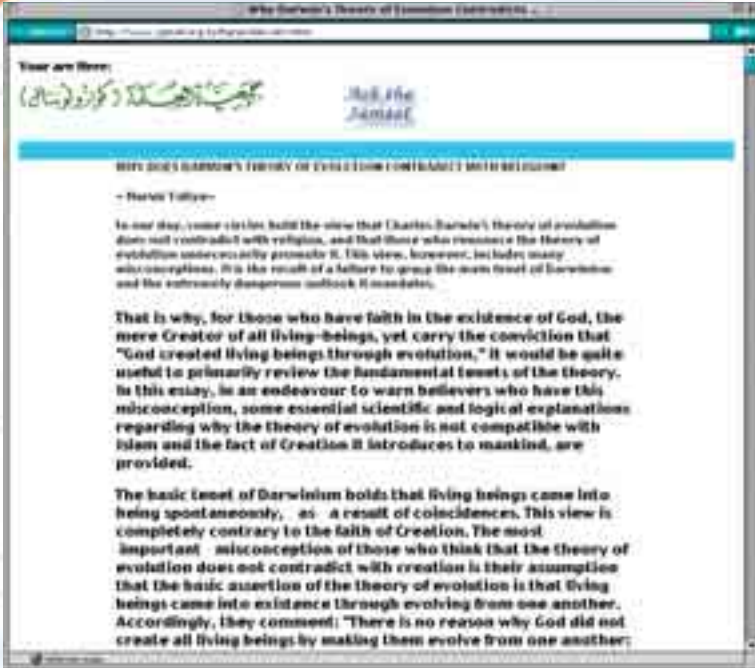 Why Darwin's Theory of Evolution Contradicts ...
Your are Here:
Ask the
Jamaat
WHY DOES DARWIN'S THEORY OF EVOLUTION CONTRADICT WITH RELIGION?
- Harun Yahya-
In our day, some circles hold the view that Charles Darwin's theory of evolution
does not contradict with religion, and that those who renounce the theory of
evolution unnecessarily promote it. This view, however, includes many
misconceptions. It is the result of a failure to grasp the main tenet of Darwinism
and the extremely dangerous outlook it mandates.
That is why, for those who have faith in the existence of God, the
mere Creator of all living-beings, yet carry the conviction that
"God created living beings through evolution," it would be quite
useful to primarily review the fundamental tenets of the theory.
In this essay, in an endeavour to warn believers who have this
misconception, some essential scientific and logical explanations
regarding why the theory of evolution is not compatible with
Islam and the fact of Creation it introduces to mankind, are
provided.
The basic tenet of Darwinism holds that living beings came into
being spontaneously, as a result of coincidences. This view is
completely contrary to the faith of Creation. The most
important misconception of those who think that the theory of
evolution does not contradict with creation is their assumption
that the basic assertion of the theory of evolution is that living
beings came into existance through evolving from one another.
Accordingly, they comment: "There is no reason why God did not
create all living beings by making them evolve from one another: